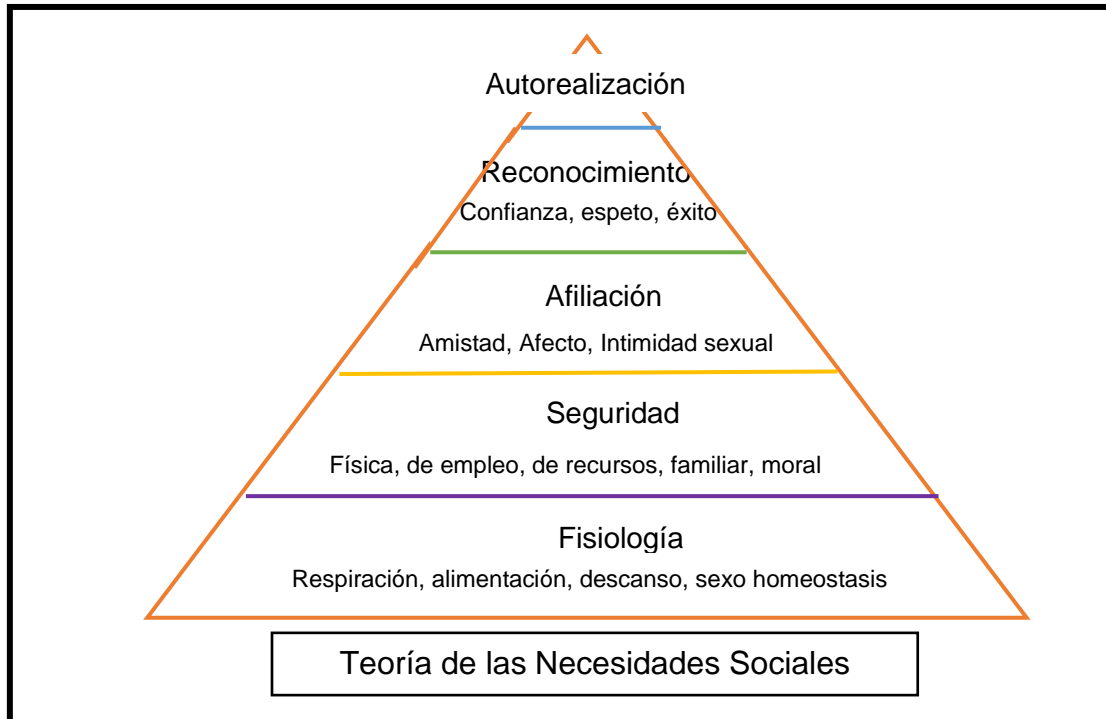 Autorealización
Reconocimiento
Confianza, espeto, éxito
Afiliación
Amistad, Afecto, Intimidad sexual
Seguridad
Física, de empleo, de recursos, familiar, moral
Fisiología
Respiración, alimentación, descanso, sexo homeostasis
Teoría de las Necesidades Sociales